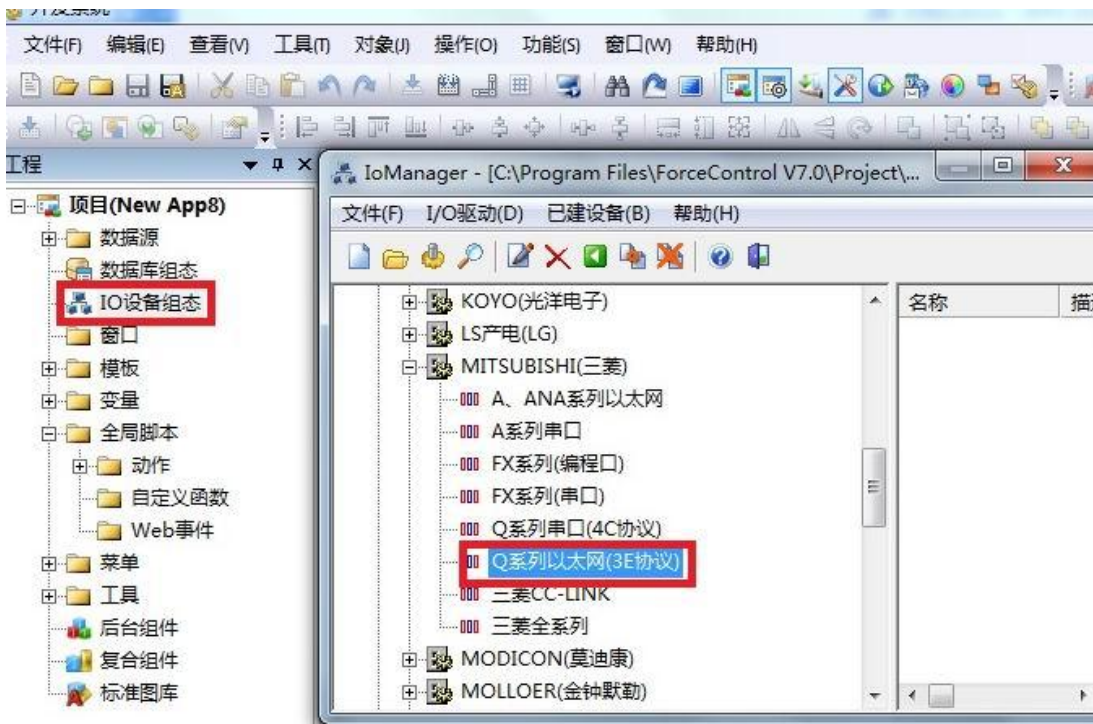 开发系统
文件(F) 编辑(E) 查看(V) 工具(T) 对象(J) 操作(O) 功能(S) 窗口(W) 帮助(H)
工程
项目(New App8)
数据源
数据库组态
IO设备组态
窗口
模板
变量
全局脚本
动作
自定义函数
Web事件
菜单
工具
后台组件
复合组件
标准图库
IoManager - [C:\Program Files\ForceControl V7.0\Project\...
文件(F) I/O驱动(D) 已建设备(B) 帮助(H)
KOYO(光洋电子)
LS产电(LG)
MITSUBISHI(三菱)
A、ANA系列以太网
A系列串口
FX系列(编程口)
FX系列(串口)
Q系列串口(4C协议)
Q系列以太网(3E协议)
三菱CC-LINK
三菱全系列
MODICON(莫迪康)
MOLLOER(金钟默勒)
名称 描